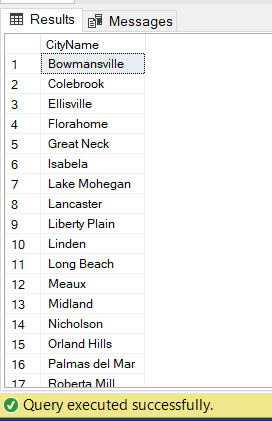 Results Messages
CityName
1 Bowmansville
2 Colebrook
3 Ellisville
4 Florahome
5 Great Neck
6 Isabela
7 Lake Mohegan
8 Lancaster
9 Liberty Plain
10 Linden
11 Long Beach
12 Meaux
13 Midland
14 Nicholson
15 Orland Hills
16 Palmas del Mar
17 Roberta Mill
Query executed successfully.